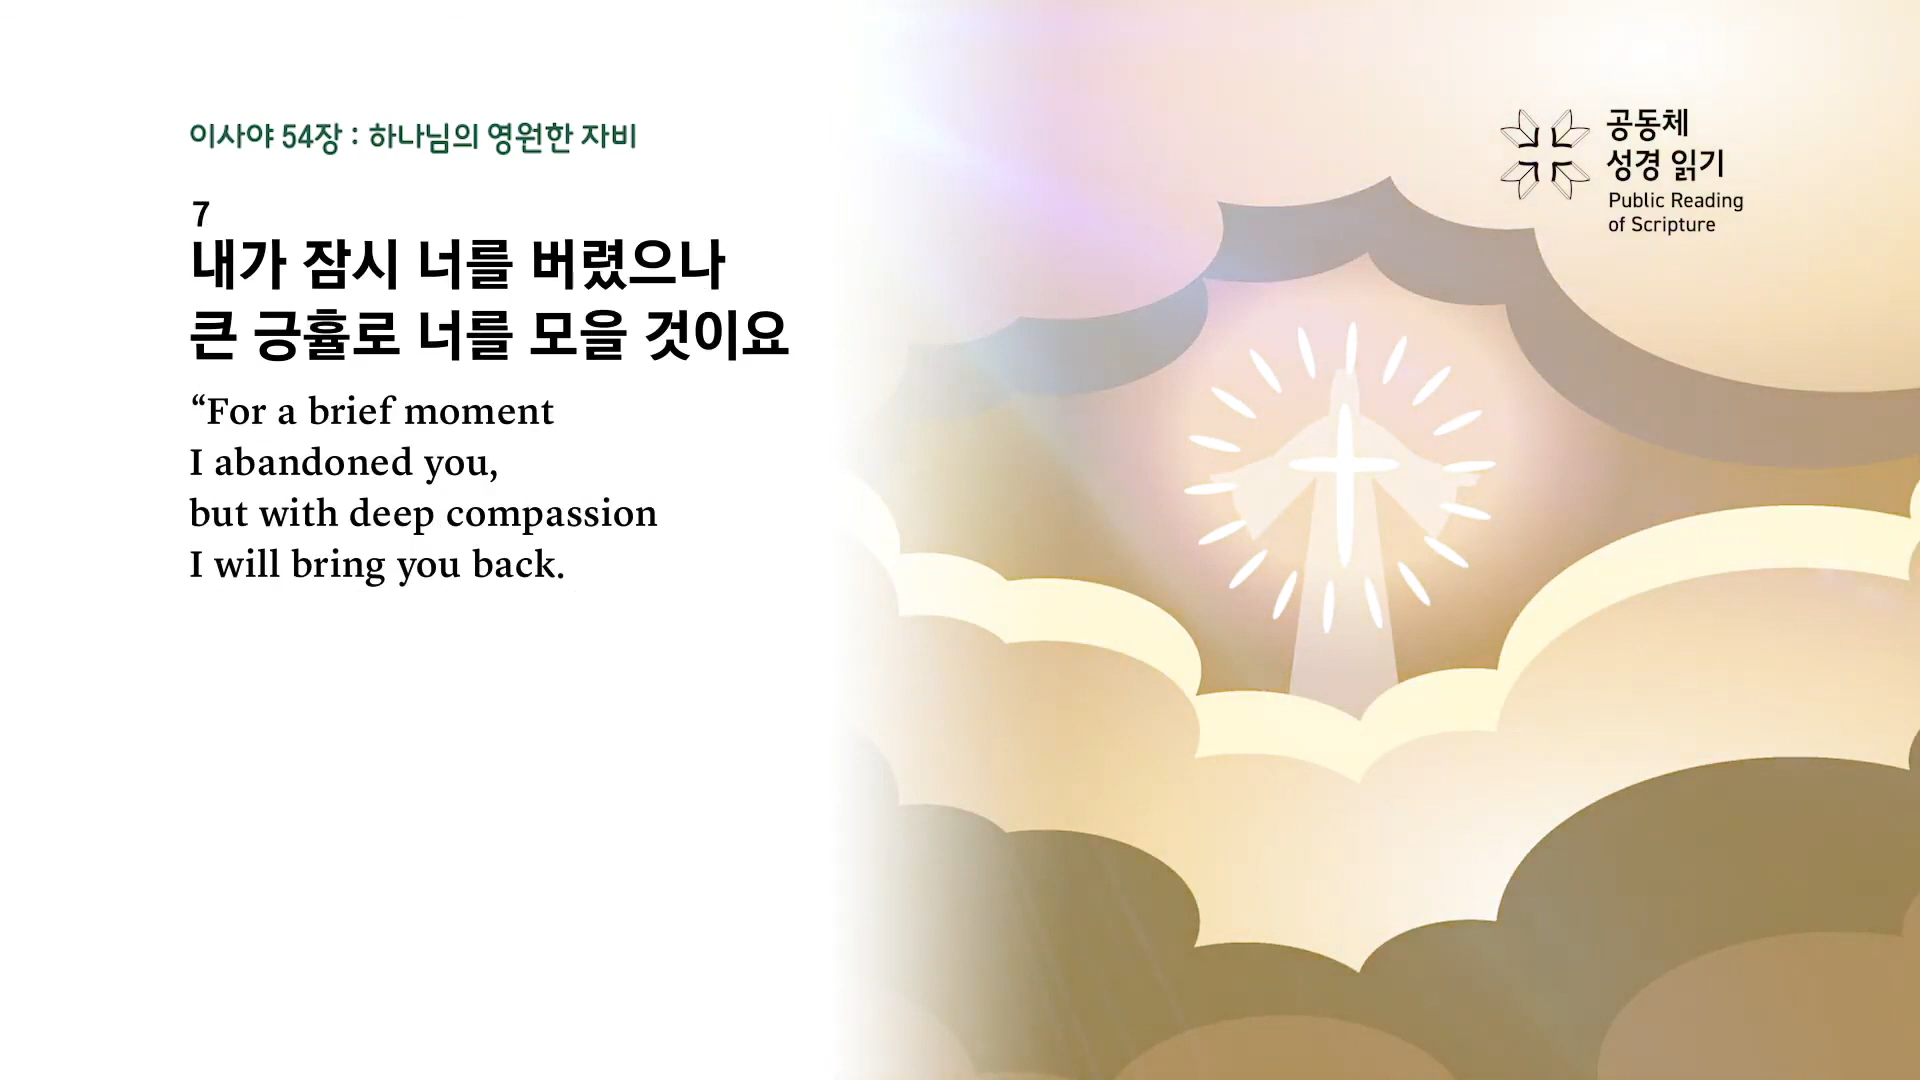 이사야 54장 : 하나님의 영원한 자비
7
내가 잠시 너를 버렸으나
큰 긍휼로 너를 모을 것이요
“For a brief moment
I abandoned you,
but with deep compassion
I will bring you back.
공동체
성경 읽기
Public Reading
of Scripture